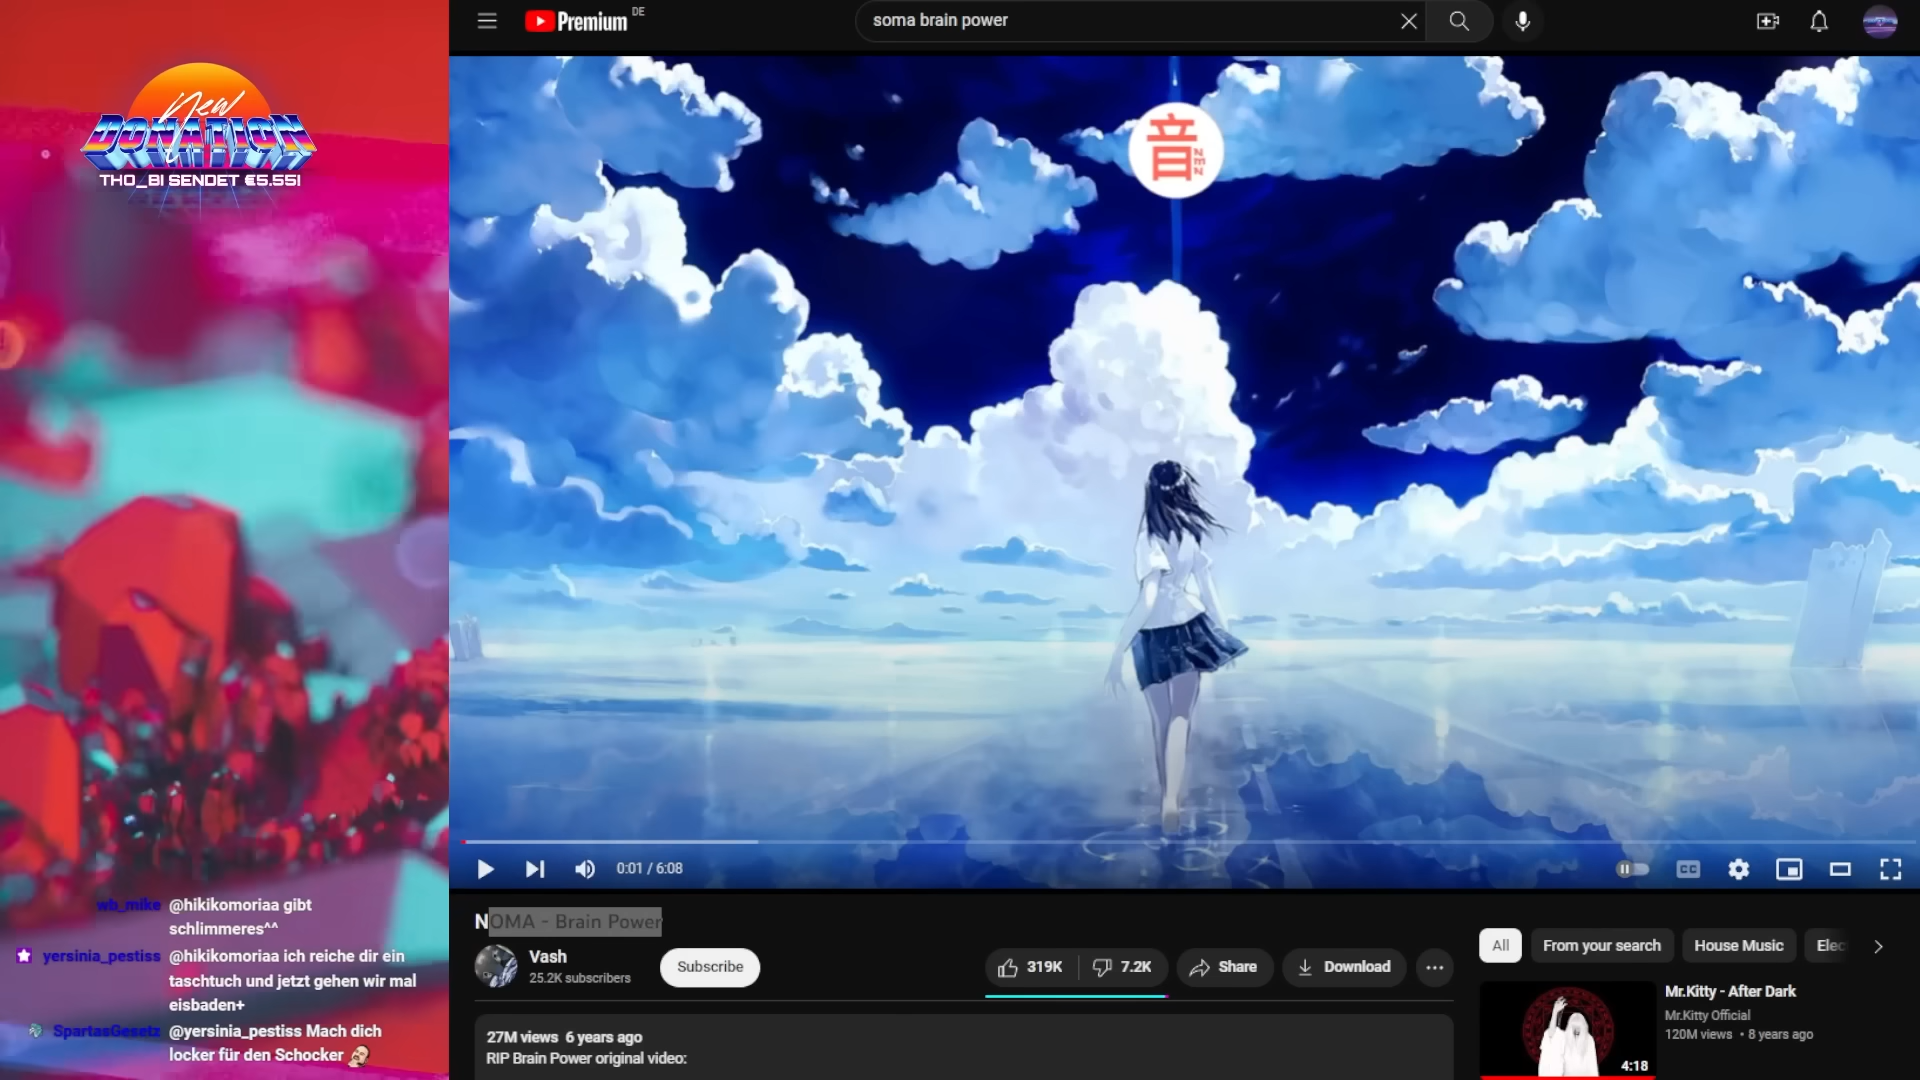 New
DONATION
THO_BI SENDET €5.55!
wb_mike @hikikomoriaa gibt
schlimmeres^^
yersinia_pestiss @hikikomoriaa ich reiche dir ein
taschtuch und jetzt gehen wir mal
eisbaden+
SpartasGesetz @yersinia_pestiss Mach dich
locker für den Schocker
Premium DE
soma brain power
音
NmN
0:01 / 6:08
CC
NOMA - Brain Power
Vash
25.2K subscribers
Subscribe
319K
7.2K
Share
Download
27M views 6 years ago
RIP Brain Power original video:
All
From your search
House Music
Elec
Mr.Kitty - After Dark
Mr.Kitty Official
120M views • 8 years ago
4:18